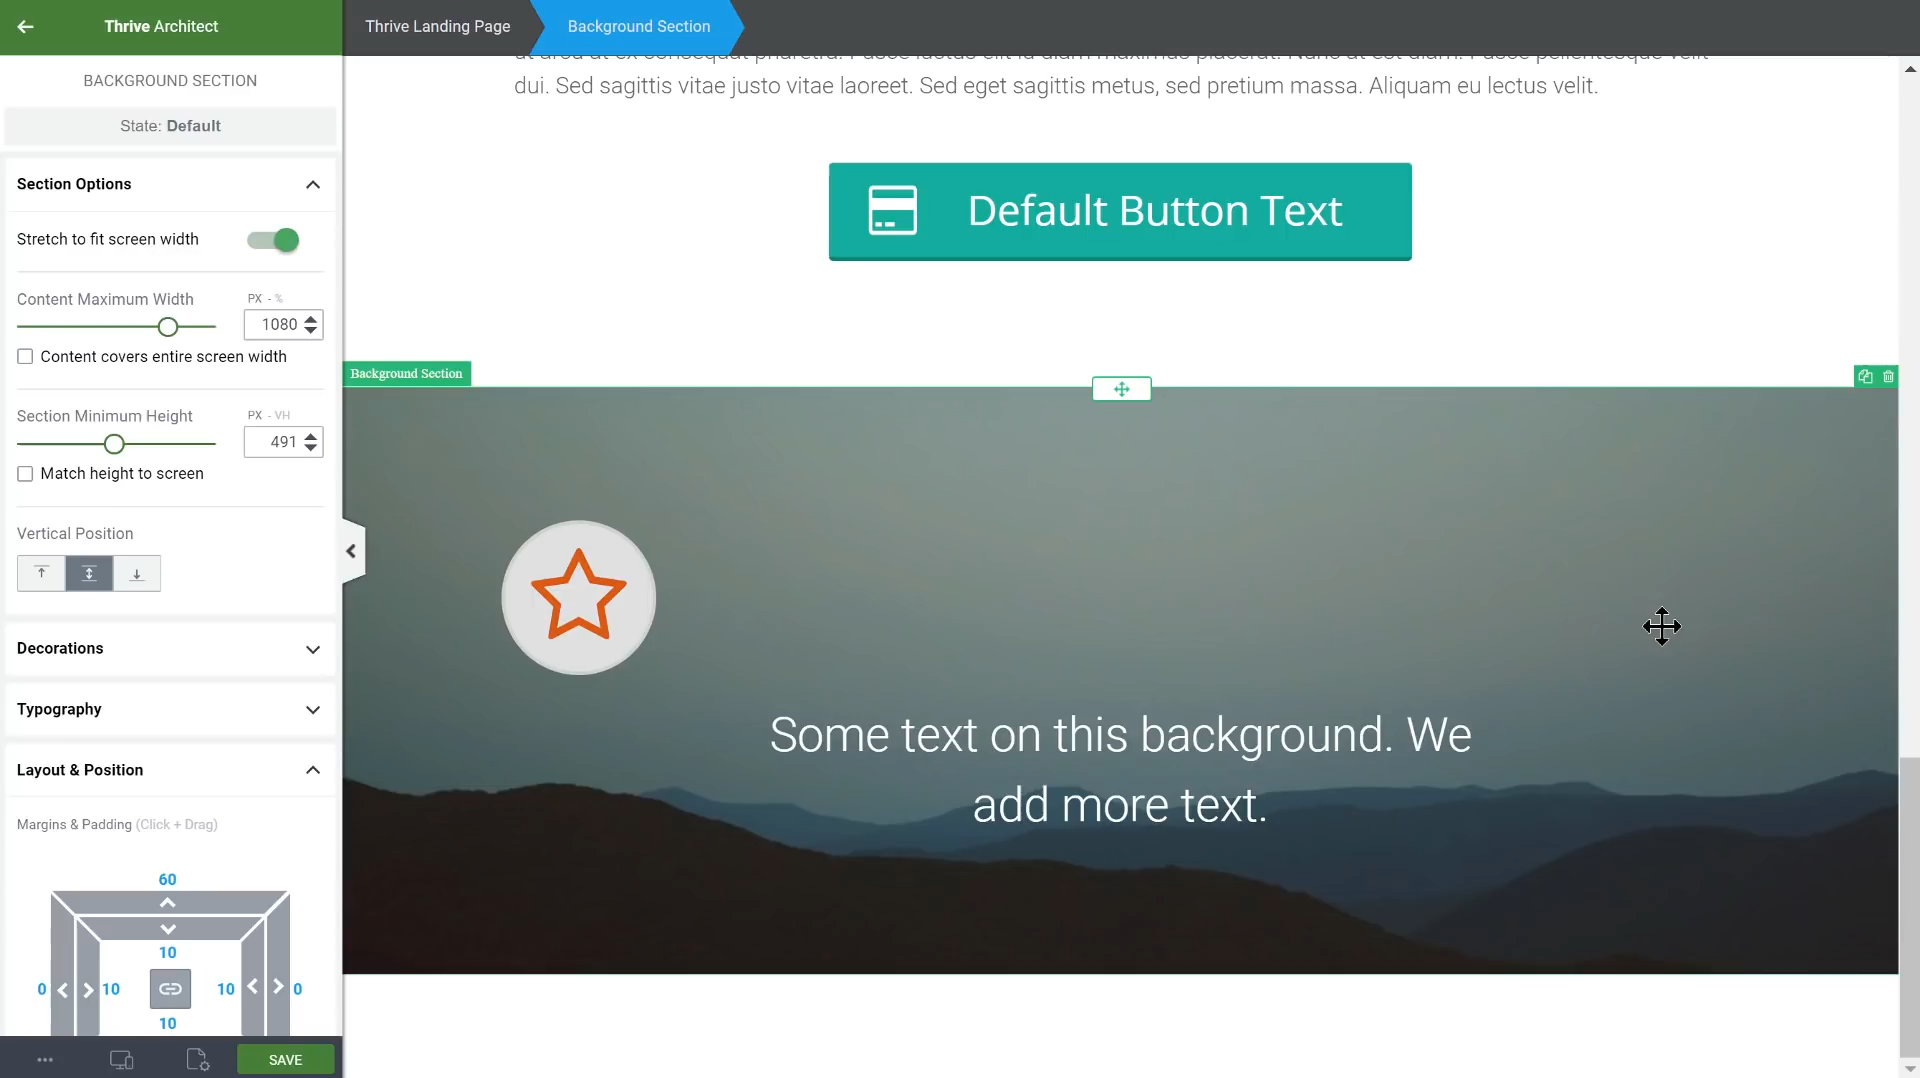 Thrive Architect
Thrive Landing Page
Background Section
BACKGROUND SECTION
State: Default
Section Options
Stretch to fit screen width
Content Maximum Width
PX - %
1080
Content covers entire screen width
Section Minimum Height
PX - VH
491
Match height to screen
Vertical Position
Decorations
Typography
Layout & Position
Margins & Padding (Click + Drag)
60
10
0
10
10
0
10
SAVE
dui. Sed sagittis vitae justo vitae laoreet. Sed eget sagittis metus, sed pretium massa. Aliquam eu lectus velit.
Default Button Text
Background Section
Some text on this background. We
add more text.